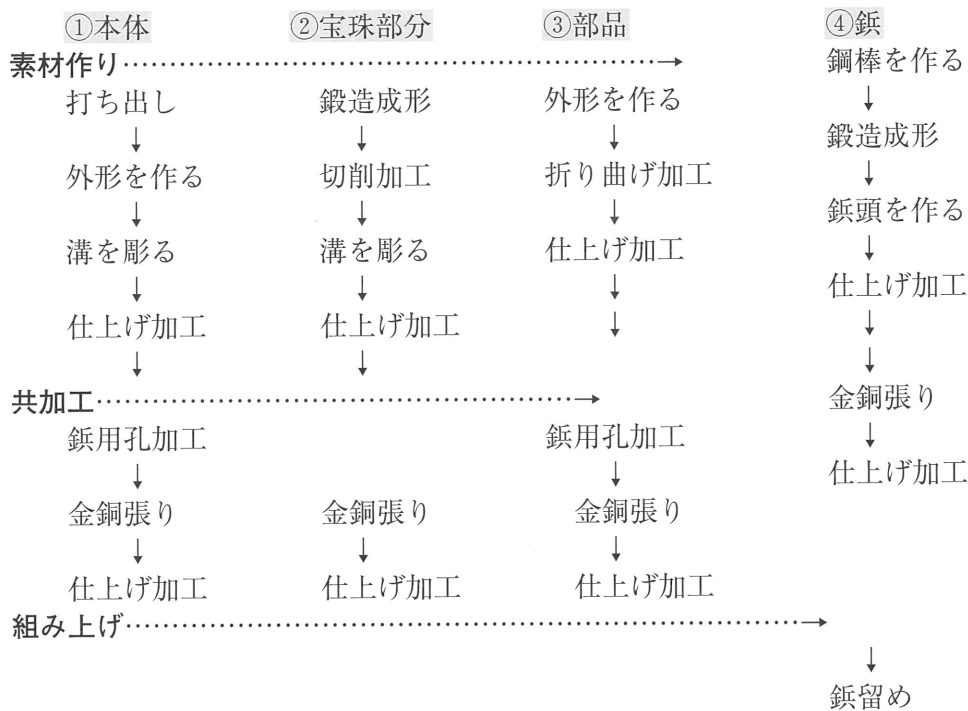 ①本体 ②宝珠部分 ③部品 ④鋲
素材作り………………………………………………→ 鋼棒を作る
打ち出し 鍛造成形 外形を作る ↓
↓ ↓ ↓ 鍛造成形
外形を作る 切削加工 折り曲げ加工 ↓
↓ ↓ ↓ 鋲頭を作る
溝を彫る 溝を彫る 仕上げ加工 ↓
↓ ↓ ↓ 仕上げ加工
仕上げ加工 仕上げ加工 ↓ ↓
↓ ↓ ↓
共加工………………………………………………→ 金銅張り
鋲用孔加工 鋲用孔加工 ↓
↓ ↓ 仕上げ加工
金銅張り 金銅張り 金銅張り
↓ ↓ ↓
仕上げ加工 仕上げ加工 仕上げ加工
組み上げ………………………………………………………………→
↓
鋲留め